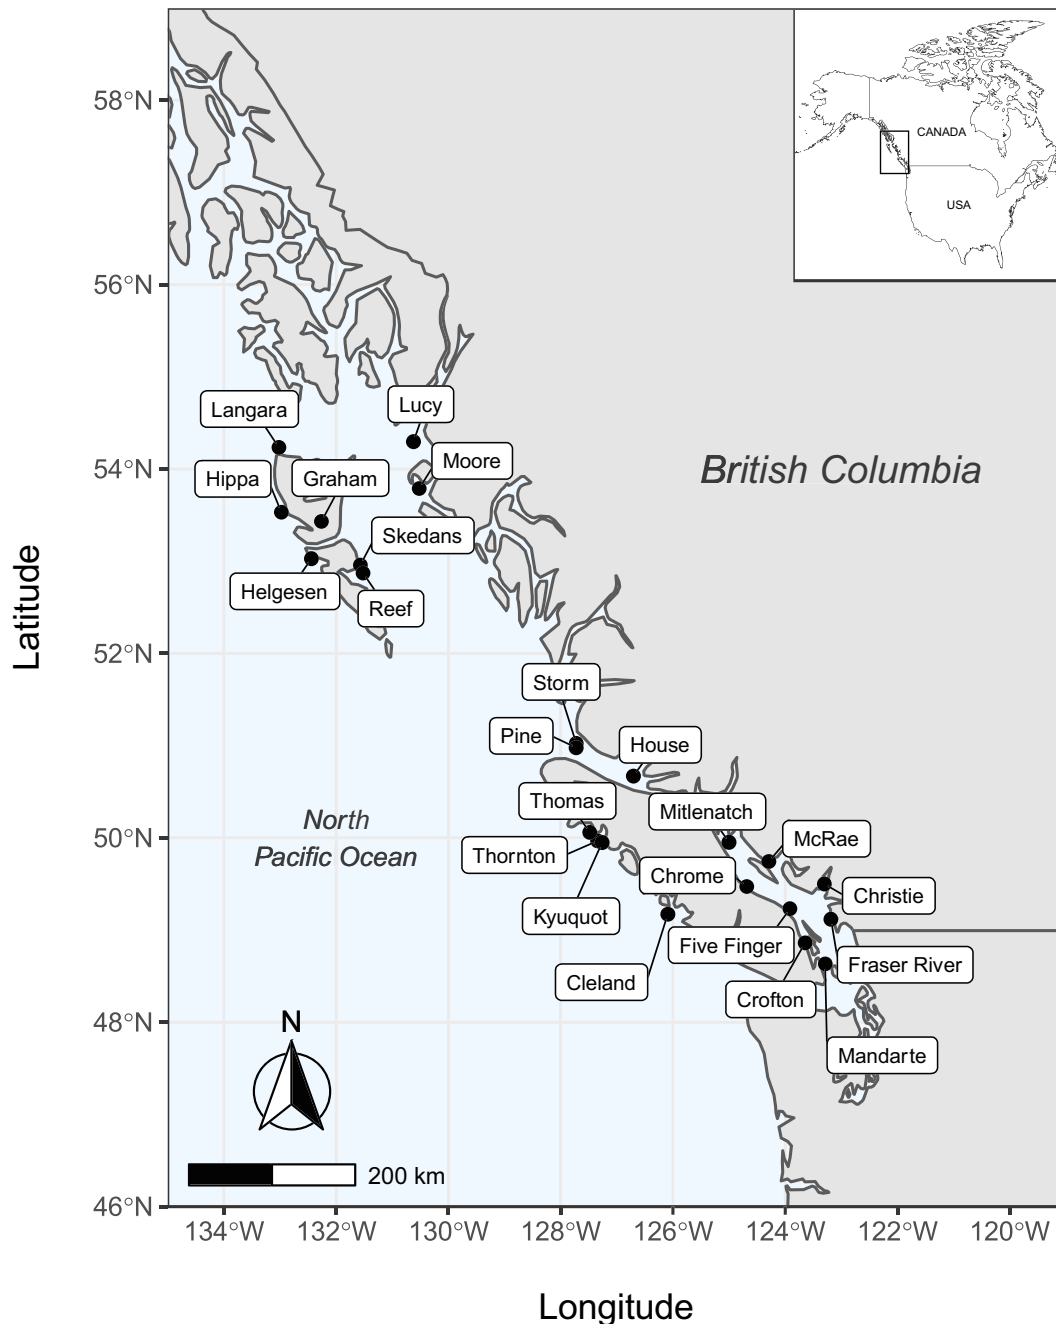 58°N
56°N
54°N
52°N
50°N
48°N
46°N
134°W
132°W
130°W
128°W
126°W
124°W
122°W
120°W
Latitude
Longitude
CANADA
USA
British Columbia
North
Pacific Ocean
Langara
Lucy
Hippa
Graham
Moore
Skedans
Helgesen
Reef
Storm
Pine
House
Thomas
Mitlenatch
McRae
Thornton
Chrome
Christie
Kyuquot
Five Finger
Fraser River
Cleland
Crofton
Mandarte
N
200 km